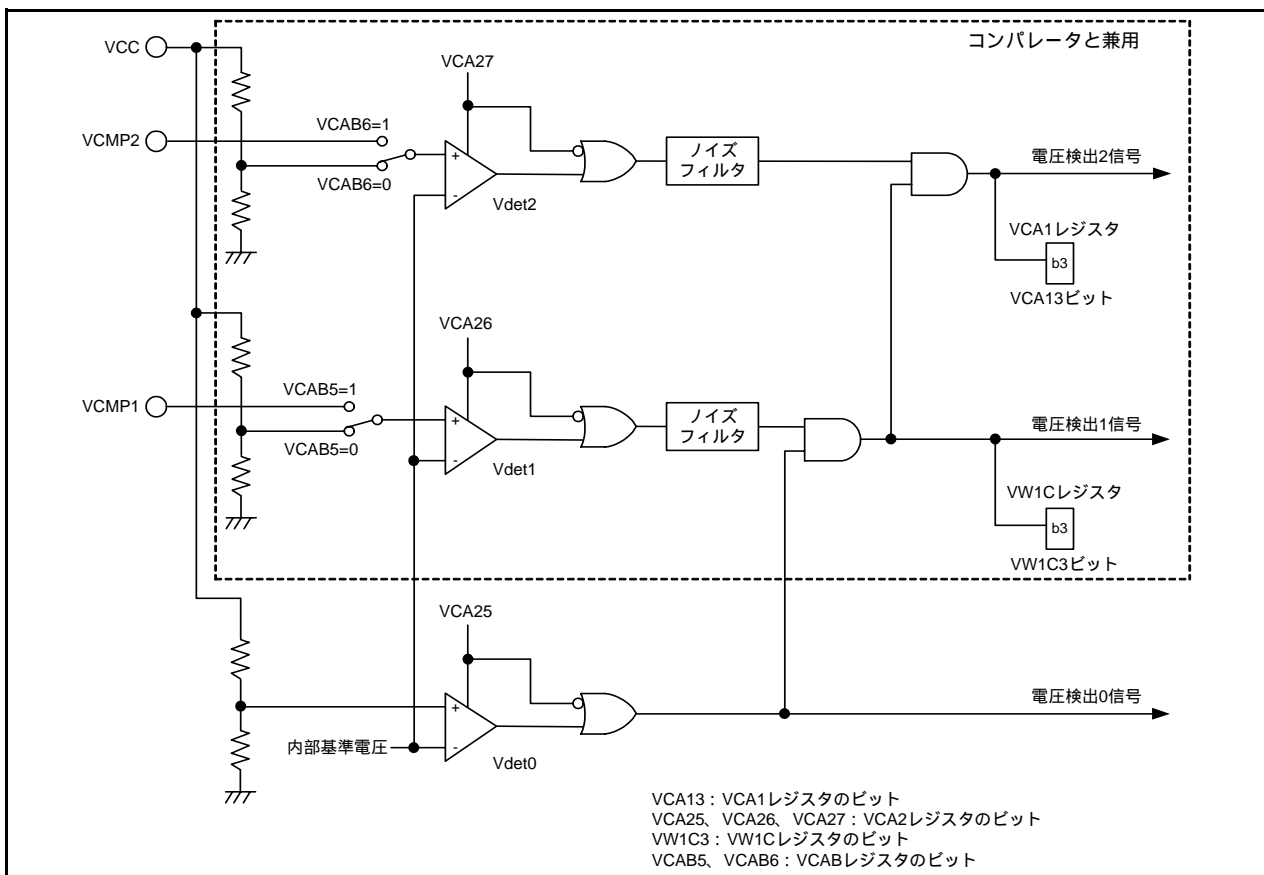 コンパレータと兼用
VCC
VCA27
VCMP2
VCAB6=1
VCAB6=0
+
-
Vdet2
ノイズ
フィルタ
電圧検出2信号
VCA1レジスタ
b3
VCA13ビット
VCA26
VCMP1
VCAB5=1
VCAB5=0
+
-
Vdet1
ノイズ
フィルタ
電圧検出1信号
VW1Cレジスタ
b3
VW1C3ビット
VCA25
+
-
内部基準電圧
Vdet0
電圧検出0信号
VCA13:VCA1レジスタのビット
VCA25、VCA26、VCA27:VCA2レジスタのビット
VW1C3:VW1Cレジスタのビット
VCAB5、VCAB6:VCABレジスタのビット